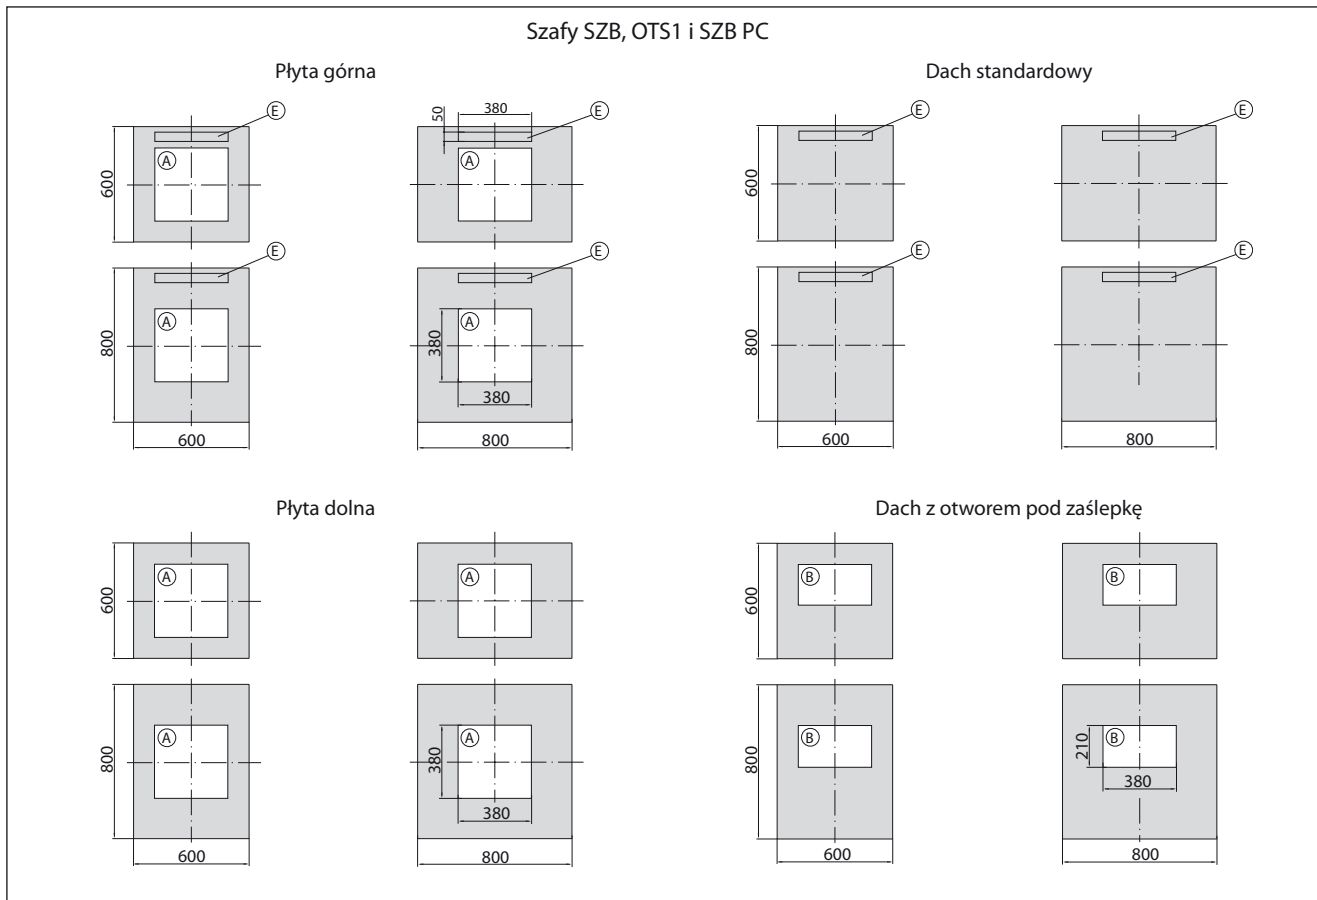 Szafy SZB, OTS1 i SZB PC
Płyta górna
Dach standardowy
E
50
380
E
E
E
A
A
600
600
E
E
E
E
A
A
800
380
380
800
600
800
600
800
Płyta dolna
Dach z otworem pod zaślepkę
A
A
B
B
600
600
A
A
B
B
800
380
380
800
210
380
600
800
600
800